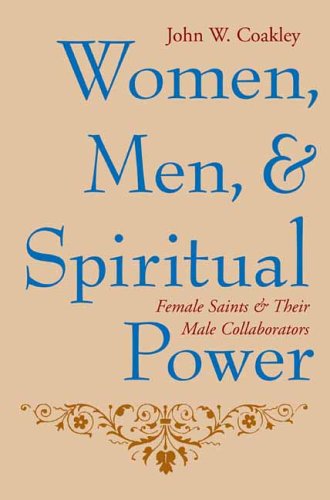 John W. Coakley
Women,
Men, &
Spiritual
Female Saints & Their
Male Collaborators
Power